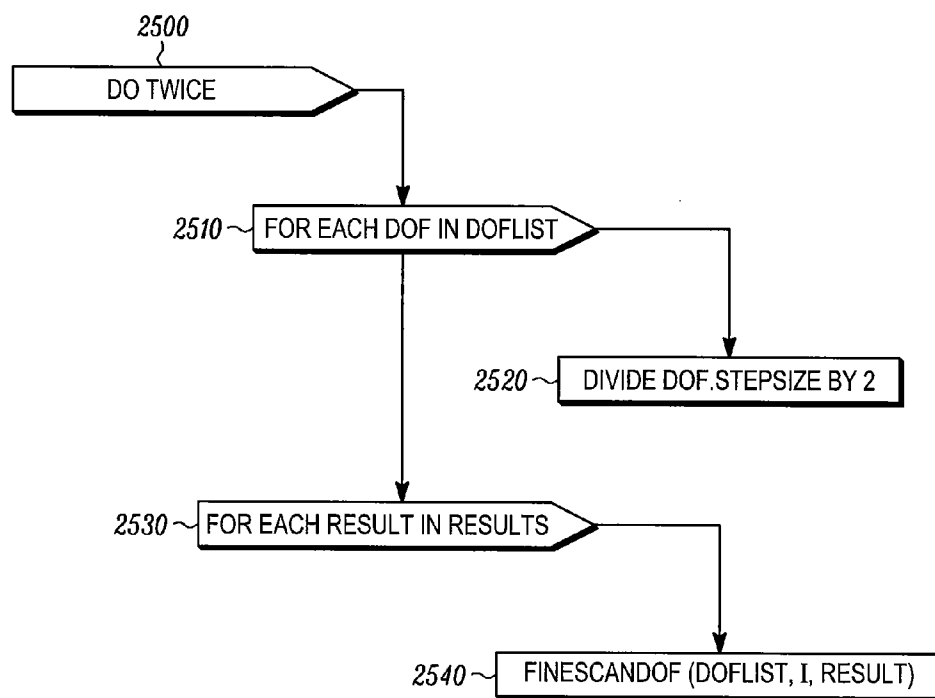 2500
DO TWICE
2510
FOR EACH DOF IN DOFLIST
2520
DIVIDE DOF.STEPSIZE BY 2
2530
FOR EACH RESULT IN RESULTS
2540
FINESCANDOF (DOFLIST, I, RESULT)